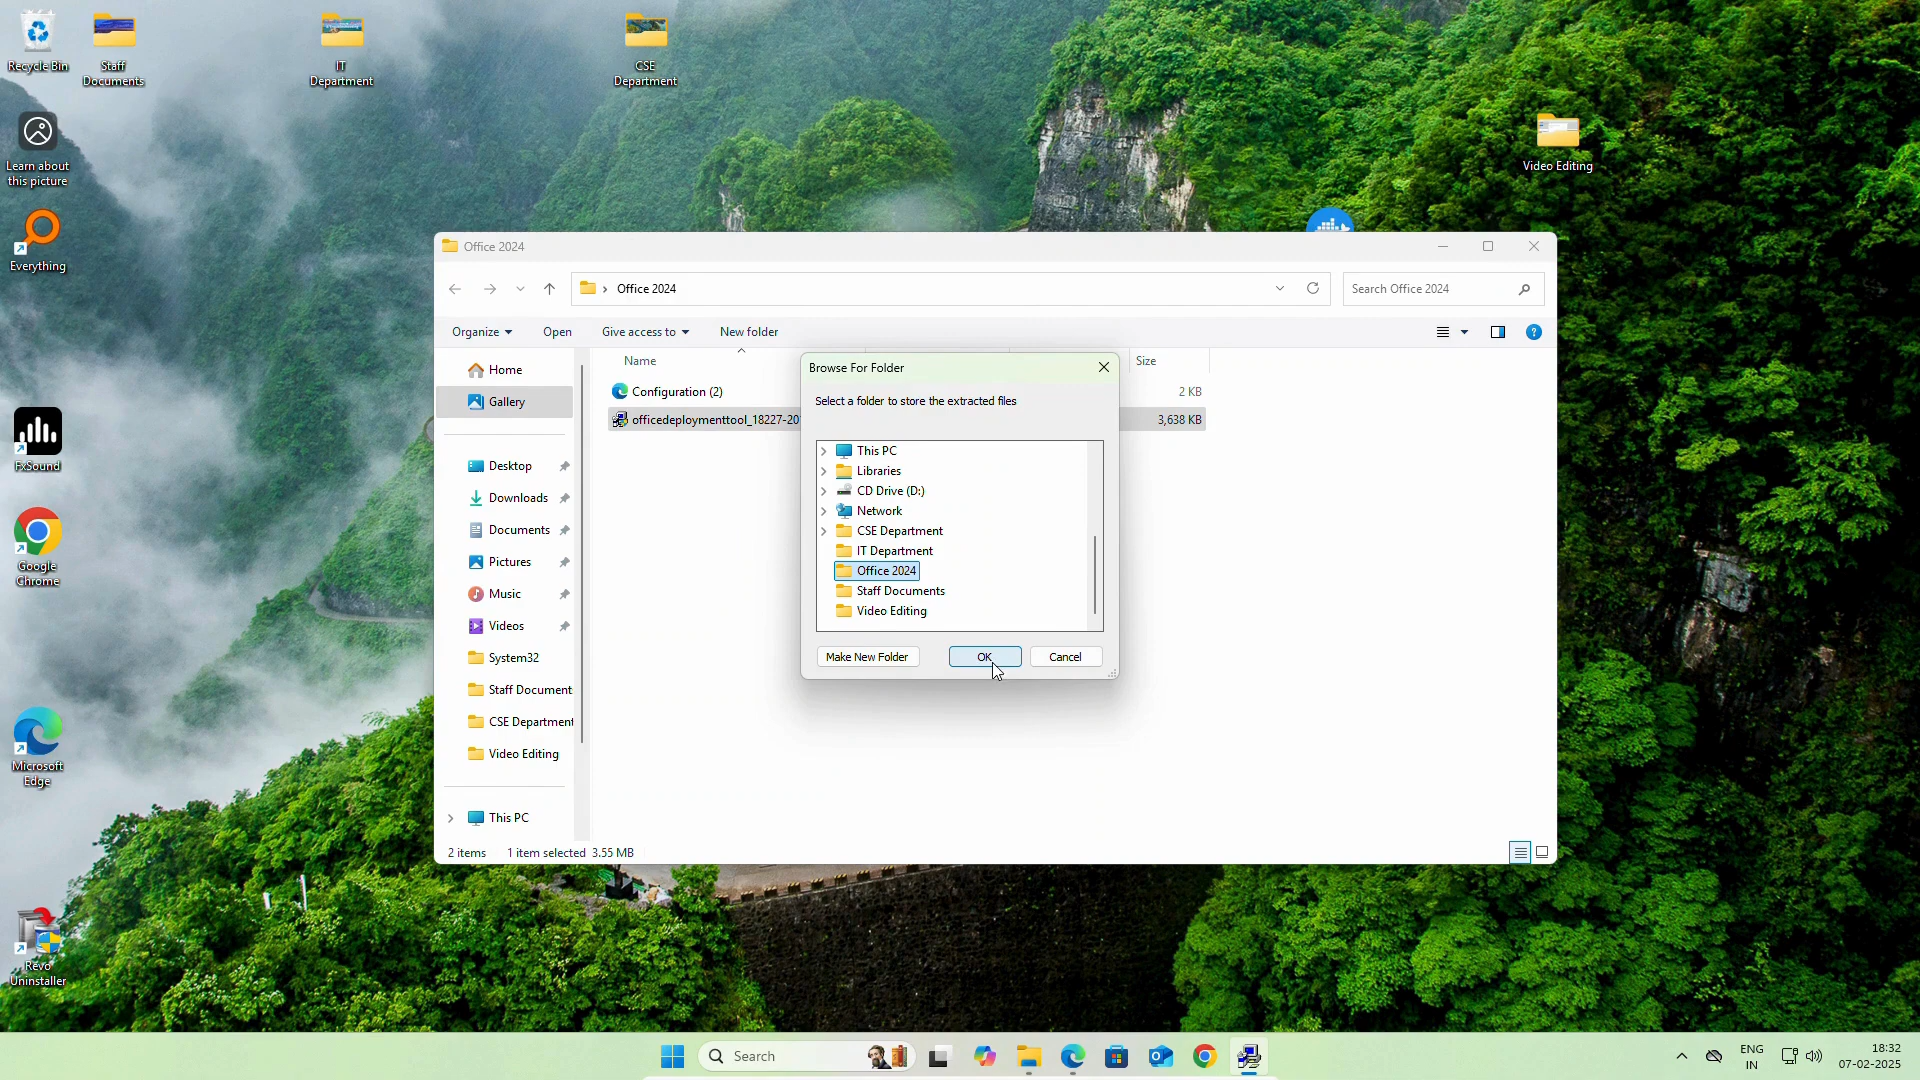 Recycle Bin
Staff
Documents
IT
Department
CSE
Department
Learn about
this picture
Video Editing
Everything
FxSound
Google
Chrome
Microsoft
Edge
Revo
Uninstaller
Office 2024
Office 2024
Search Office 2024
Organize
Open
Give access to
New folder
Home
Gallery
Desktop
Downloads
Documents
Pictures
Music
Videos
System32
Staff Document
CSE Department
Video Editing
This PC
Name
Size
Configuration (2)
2 KB
officedeploymenttool_18227-20
3,638 KB
Browse For Folder
Select a folder to store the extracted files
This PC
Libraries
CD Drive (D:)
Network
CSE Department
IT Department
Office 2024
Staff Documents
Video Editing
Make New Folder
OK
Cancel
2 items
1 item selected 3.55 MB
Search
ENG
IN
18:32
07-02-2025